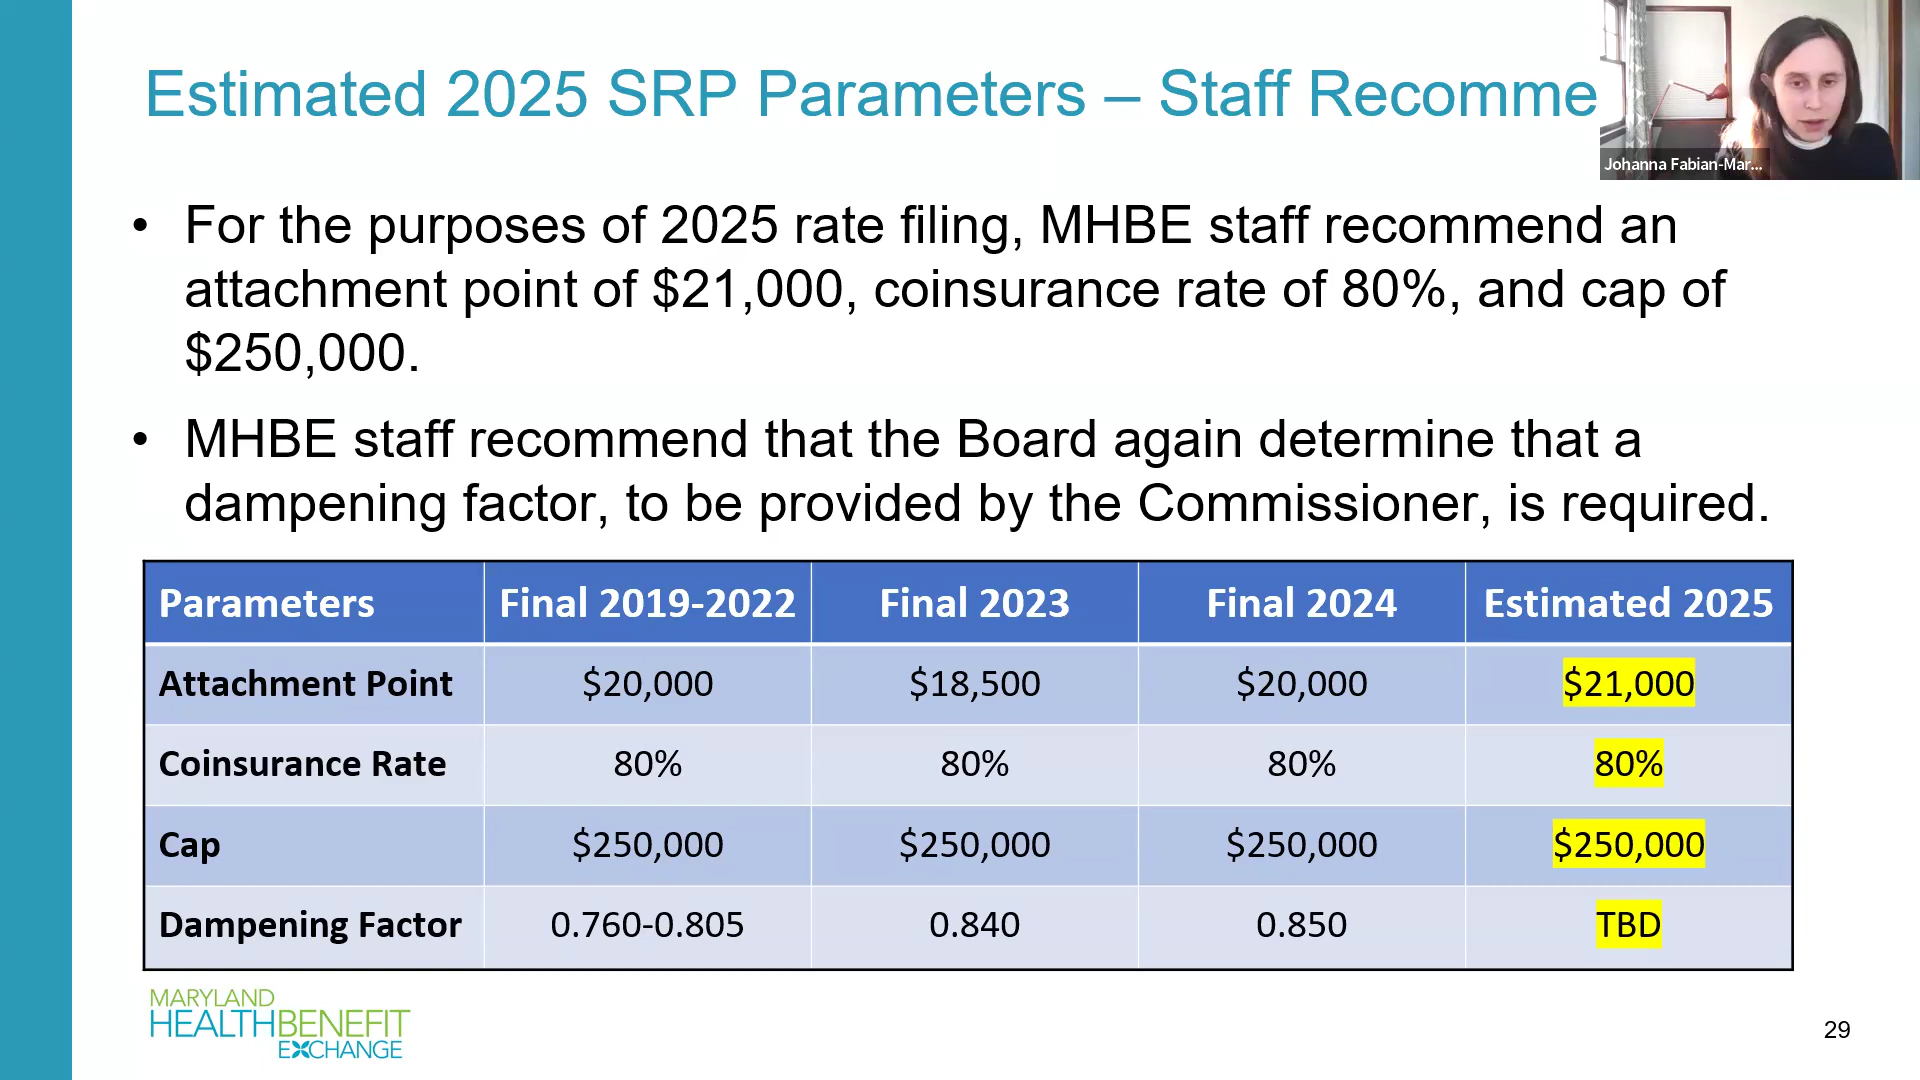 Estimated 2025 SRP Parameters – Staff Recomme
Johanna Fabian-Mar...
• For the purposes of 2025 rate filing, MHBE staff recommend an
attachment point of $21,000, coinsurance rate of 80%, and cap of
$250,000.
• MHBE staff recommend that the Board again determine that a
dampening factor, to be provided by the Commissioner, is required.
Parameters Final 2019-2022 Final 2023 Final 2024 Estimated 2025
Attachment Point $20,000 $18,500 $20,000 $21,000
Coinsurance Rate 80% 80% 80% 80%
Cap $250,000 $250,000 $250,000 $250,000
Dampening Factor 0.760-0.805 0.840 0.850 TBD
MARYLAND
HEALTHBENEFIT
EXCHANGE
29